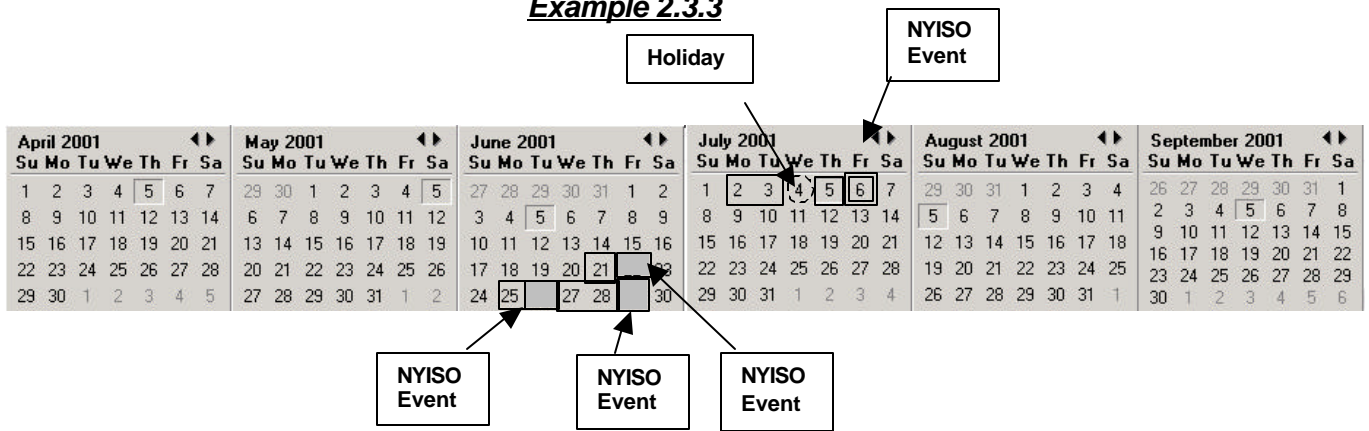 Example 2.3.3
Holiday
NYISO
Event
April 2001
Su Mo Tu We Th Fr Sa
1 2 3 4 5 6 7
8 9 10 11 12 13 14
15 16 17 18 19 20 21
22 23 24 25 26 27 28
29 30 1 2 3 4 5
May 2001
Su Mo Tu We Th Fr Sa
29 30 1 2 3 4 5
6 7 8 9 10 11 12
13 14 15 16 17 18 19
20 21 22 23 24 25 26
27 28 29 30 31 1 2
June 2001
Su Mo Tu We Th Fr Sa
27 28 29 30 31 1 2
3 4 5 6 7 8 9
10 11 12 13 14 15 16
17 18 19 20 21 23
24 25 27 28 30
July 2001
Su Mo Tu We Th Fr Sa
1 2 3 4 5 6 7
8 9 10 11 12 13 14
15 16 17 18 19 20 21
22 23 24 25 26 27 28
29 30 31 1 2 3 4
August 2001
Su Mo Tu We Th Fr Sa
29 30 31 1 2 3 4
5 6 7 8 9 10 11
12 13 14 15 16 17 18
19 20 21 22 23 24 25
26 27 28 29 30 31 1
September 2001
Su Mo Tu We Th Fr Sa
26 27 28 29 30 31 1
2 3 4 5 6 7 8
9 10 11 12 13 14 15
16 17 18 19 20 21 22
23 24 25 26 27 28 29
30 1 2 3 4 5 6
NYISO
Event
NYISO
Event
NYISO
Event